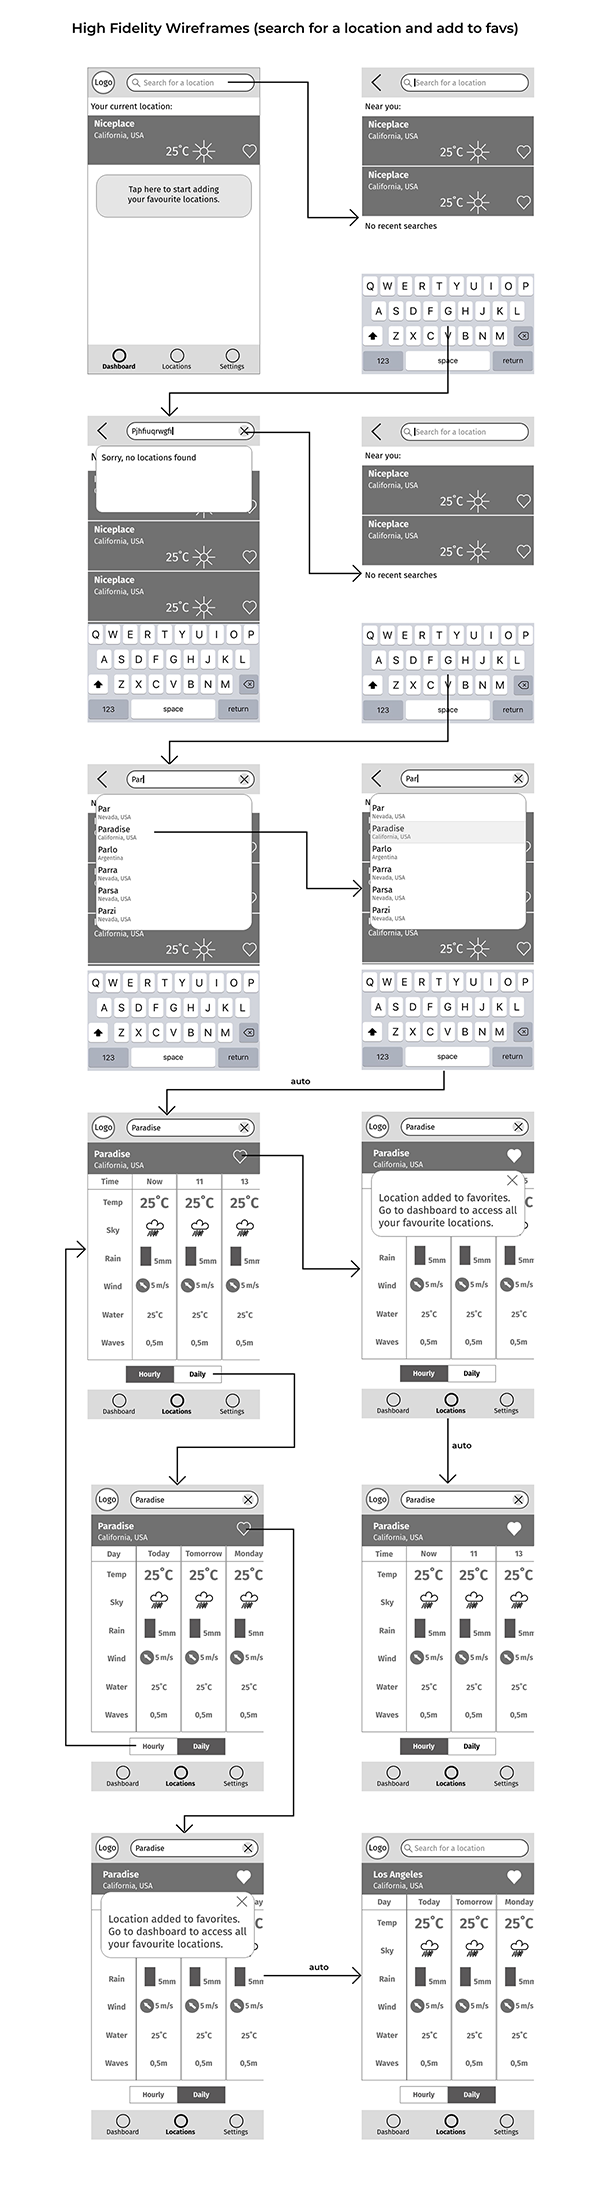 High Fidelity Wireframes (search for a location and add to favs)
Logo
Search for a location
Your current location:
Niceplace
California, USA
25°C
Tap here to start adding
your favourite locations.
Dashboard Locations Settings
Search for a location
Near you:
Niceplace
California, USA
25°C
Niceplace
California, USA
25°C
No recent searches
Q W E R T Y U I O P
A S D F G H J K L
Z X C V B N M
123 space return
Pjhfiuqrwgfi
N
Sorry, no locations found
Niceplace
California, USA
25°C
Niceplace
California, USA
25°C
Q W E R T Y U I O P
A S D F G H J K L
Z X C V B N M
123 space return
Search for a location
Near you:
Niceplace
California, USA
25°C
Niceplace
California, USA
25°C
No recent searches
Q W E R T Y U I O P
A S D F G H J K L
Z X C V B N M
123 space return
Par
N
Par
Nevada, USA
Paradise
California, USA
Parlo
Argentina
Parra
Nevada, USA
Parsa
Nevada, USA
Parzi
Nevada, USA
California, USA
25°C
Q W E R T Y U I O P
A S D F G H J K L
Z X C V B N M
123 space return
Par
N
Par
Nevada, USA
Paradise
California, USA
Parlo
Argentina
Parra
Nevada, USA
Parsa
Nevada, USA
Parzi
Nevada, USA
California, USA
25°C
Q W E R T Y U I O P
A S D F G H J K L
Z X C V B N M
123 space return
auto
Logo
Paradise
Paradise
California, USA
Time Now 11 13
Temp 25°C 25°C 25°C
Sky
Rain 5mm 5mm 5mm
Wind 5 m/s 5 m/s 5 m/s
Water 25°C 25°C 25°C
Waves 0,5m 0,5m 0,5m
Hourly Daily
Dashboard Locations Settings
Logo
Paradise
Paradise
California, USA
Location added to favorites.
Go to dashboard to access all
your favourite locations.
Rain 5mm 5mm 5mm
Wind 5 m/s 5 m/s 5 m/s
Water 25°C 25°C 25°C
Waves 0,5m 0,5m 0,5m
Hourly Daily
Dashboard Locations Settings
auto
Logo
Paradise
Paradise
California, USA
Day Today Tomorrow Monday
Temp 25°C 25°C 25°C
Sky
Rain 5mm 5mm 5mm
Wind 5 m/s 5 m/s 5 m/s
Water 25°C 25°C 25°C
Waves 0,5m 0,5m 0,5m
Hourly Daily
Dashboard Locations Settings
Logo
Paradise
Paradise
California, USA
Time Now 11 13
Temp 25°C 25°C 25°C
Sky
Rain 5mm 5mm 5mm
Wind 5 m/s 5 m/s 5 m/s
Water 25°C 25°C 25°C
Waves 0,5m 0,5m 0,5m
Hourly Daily
Dashboard Locations Settings
Logo
Paradise
Paradise
California, USA
Location added to favorites.
Go to dashboard to access all
your favourite locations.
Rain 5mm 5mm 5mm
Wind 5 m/s 5 m/s 5 m/s
Water 25°C 25°C 25°C
Waves 0,5m 0,5m 0,5m
Hourly Daily
Dashboard Locations Settings
auto
Logo
Search for a location
Los Angeles
California, USA
Day Today Tomorrow Monday
Temp 25°C 25°C 25°C
Sky
Rain 5mm 5mm 5mm
Wind 5 m/s 5 m/s 5 m/s
Water 25°C 25°C 25°C
Waves 0,5m 0,5m 0,5m
Hourly Daily
Dashboard Locations Settings